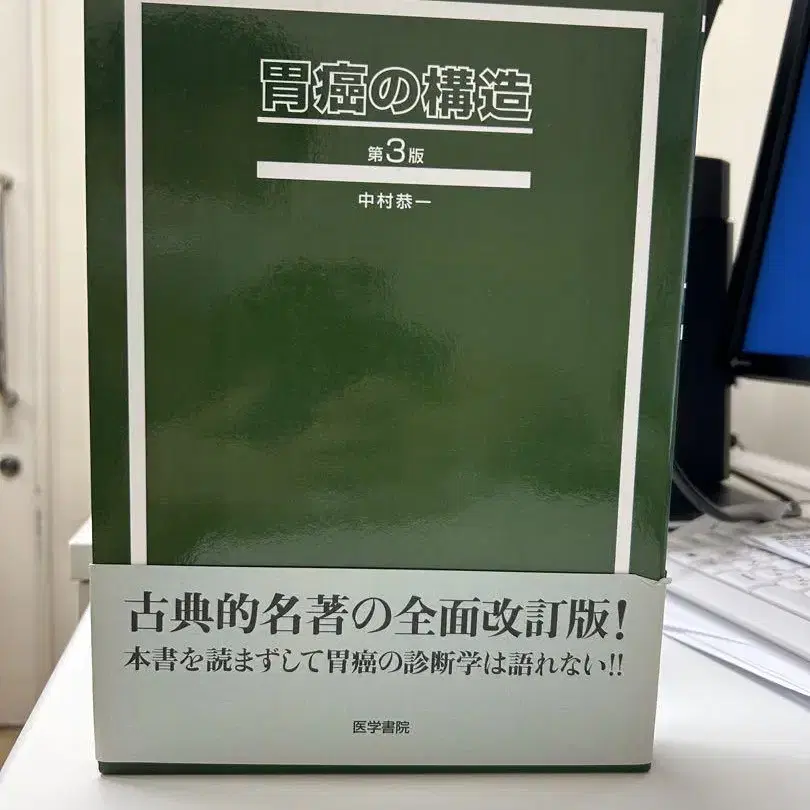 胃癌の構造
第3版
中村恭一
古典的名著の全面改訂版!
本書を読まずして胃癌の診断学は語れない!!
医学書院